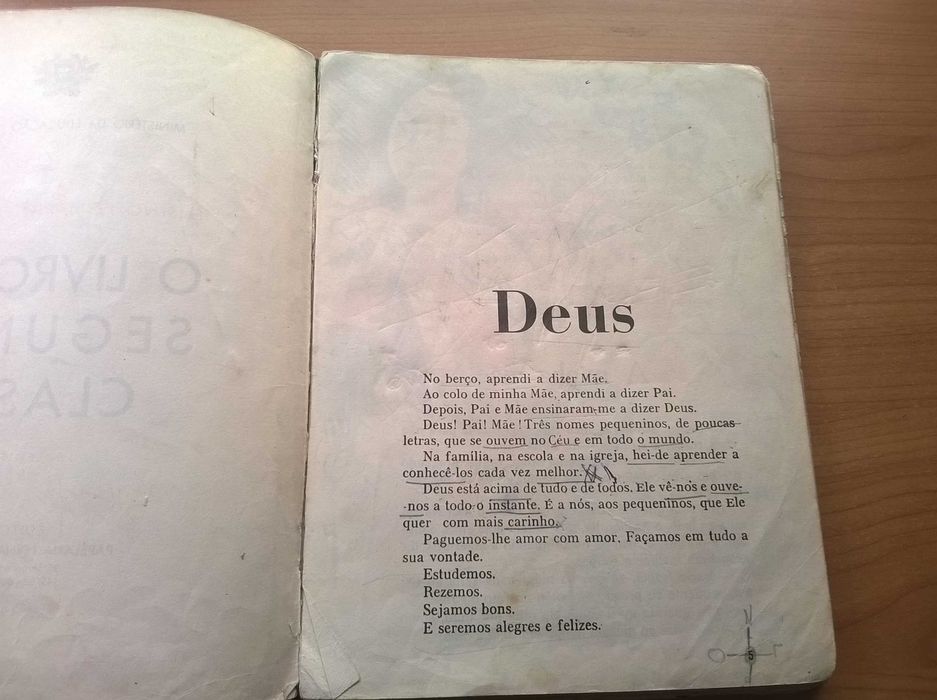 O LIVRO
SEGUN
CLAS
Deus
No berço, aprendi a dizer Mãe.
Ao colo de minha Mãe, aprendi a dizer Pai.
Depois, Pai e Mãe ensinaram-me a dizer Deus.
Deus! Pai! Mãe! Três nomes pequeninos, de poucas
letras, que se ouvem no Céu e em todo o mundo.
Na família, na escola e na igreja, hei-de aprender a
conhecê-los cada vez melhor.
Deus está acima de tudo e de todos. Ele vê-nos e ouve-
-nos a todo o instante. É a nós, aos pequeninos, que Ele
quer com mais carinho.
Paguemos-lhe amor com amor. Façamos em tudo a
sua vontade.
Estudemos.
Rezemos.
Sejamos bons.
E seremos alegres e felizes.
N
O 5